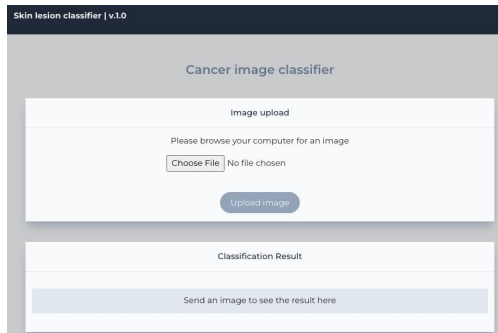 Skin lesion classifier | v.1.0
Cancer image classifier
Image upload
Please browse your computer for an image
Choose File No file chosen
Upload image
Classification Result
Send an image to see the result here